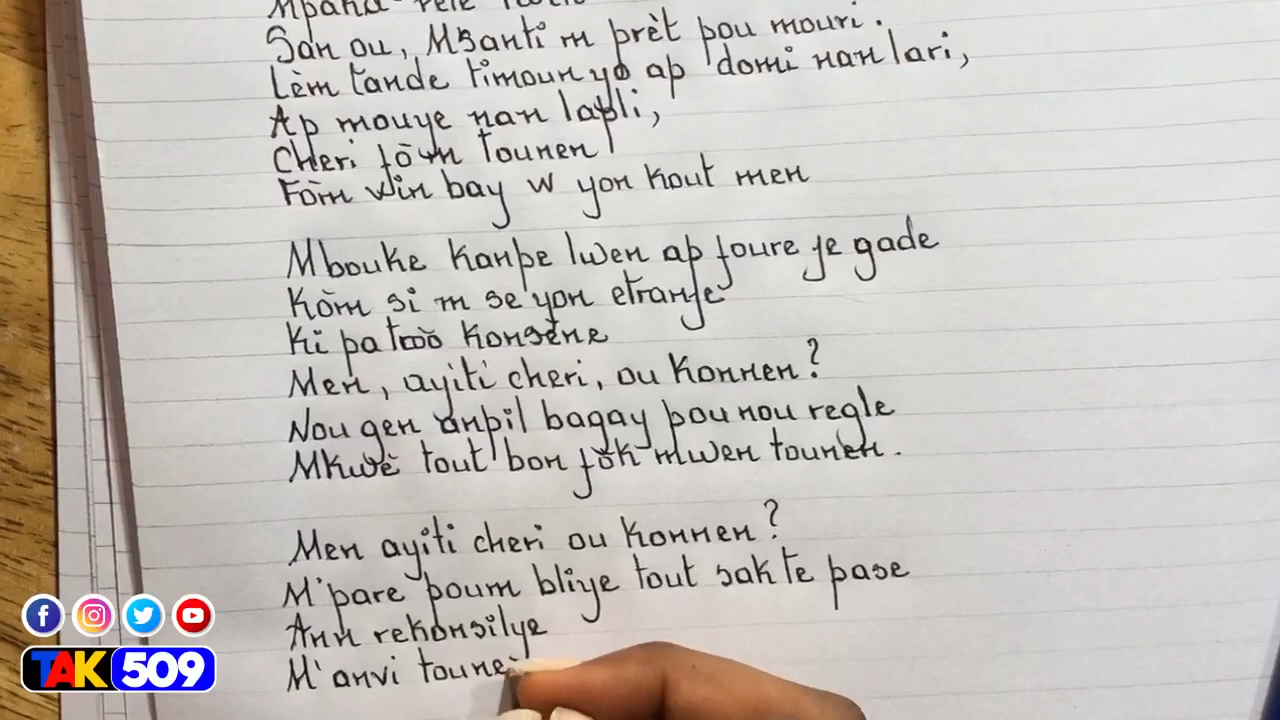 San ou, Msanti m prèt pou mouri.
Lèm tande timoun yo ap domi nan lari,
Ap mouye nan lapli,
Cheri fòm tounen
Fòm vin bay w yon kout men
Mbouke kanpe lwen ap foure je gade
Kòm si m se yon etranje
Ki pa twò konsène
Men, ayiti cheri, ou konnen?
Nou gen anpil bagay pou nou regle
Mkwè tout bon fòk mwen tounen.
Men ayiti cheri ou konnen?
M'pare poum bliye tout sak te pase
Ann rekonsilye
M'anvi toune
TAK 509